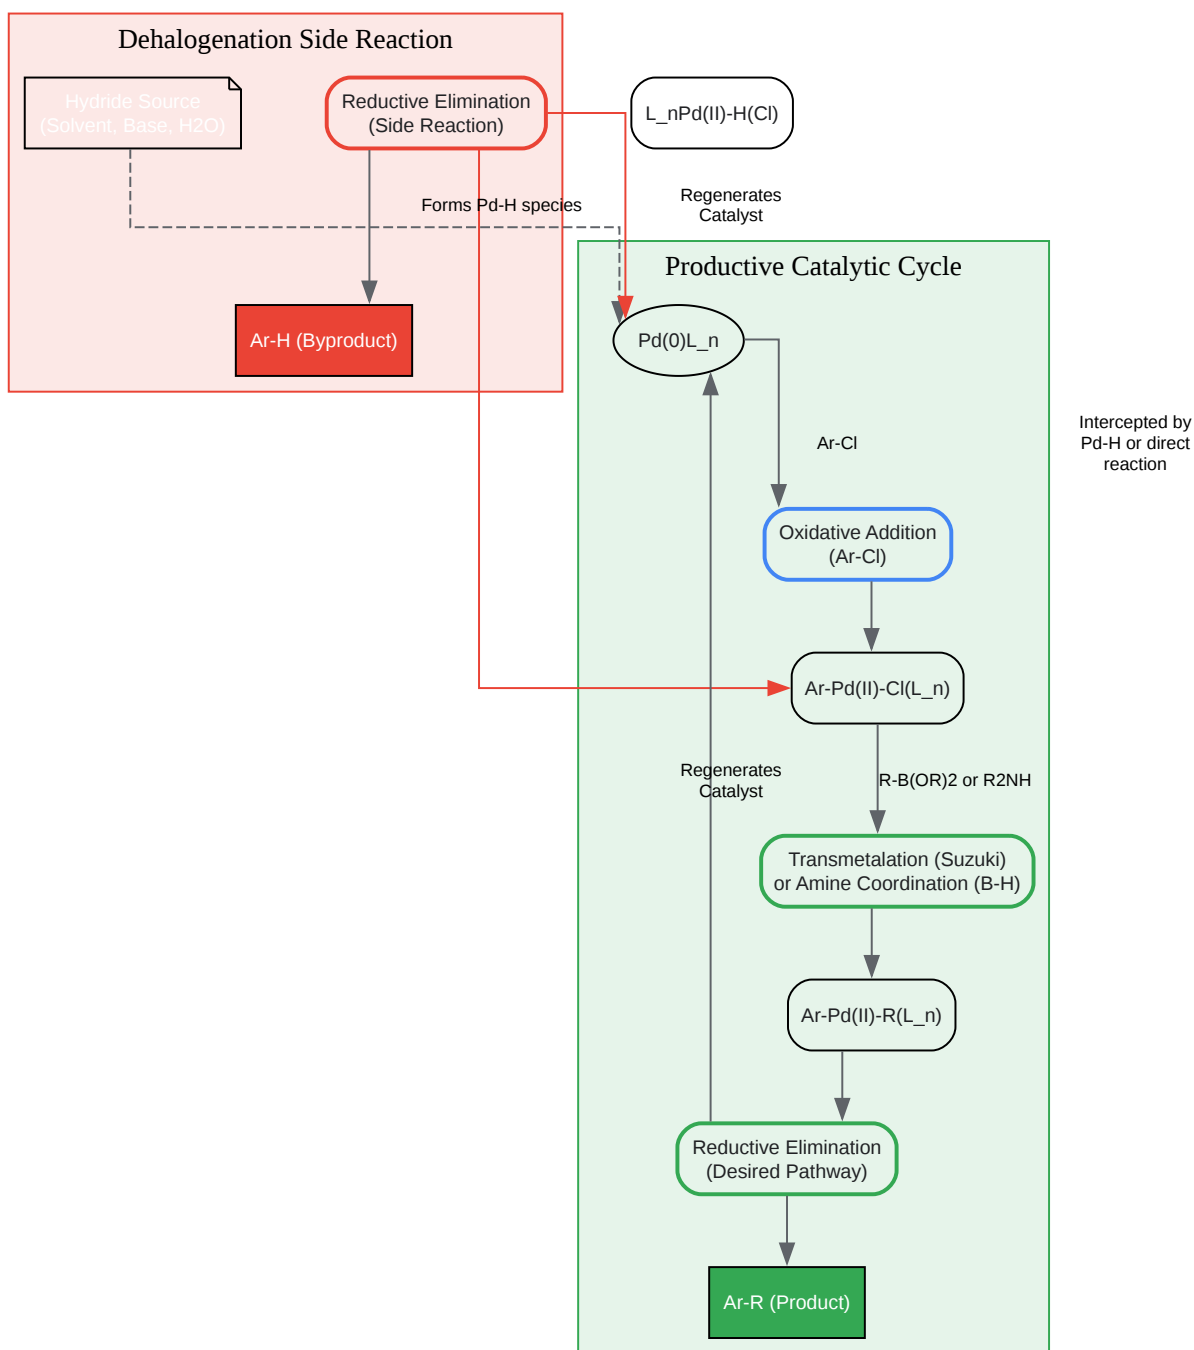 Dehalogenation Side Reaction
Hydride Source
(Solvent, Base, H2O)
Reductive Elimination
(Side Reaction)
L_nPd(II)-H(Cl)
Forms Pd-H species
Regenerates
Catalyst
Productive Catalytic Cycle
Ar-H (Byproduct)
Pd(0)L_n
Ar-Cl
Intercepted by
Pd-H or direct
reaction
Oxidative Addition
(Ar-Cl)
Ar-Pd(II)-Cl(L_n)
Regenerates
Catalyst
R-B(OR)2 or R2NH
Transmetalation (Suzuki)
or Amine Coordination (B-H)
Ar-Pd(II)-R(L_n)
Reductive Elimination
(Desired Pathway)
Ar-R (Product)